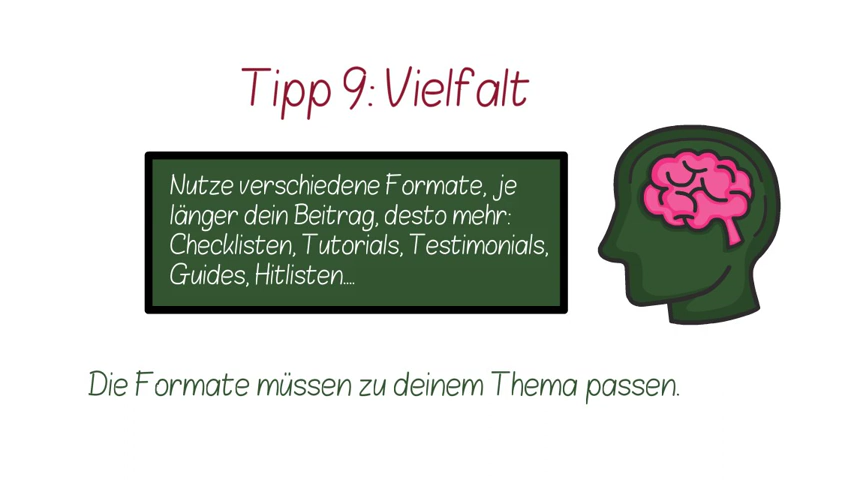 Tipp 9: Vielfalt
Nutze verschiedene Formate, je
länger dein Beitrag, desto mehr:
Checklisten, Tutorials, Testimonials,
Guides, Hitlisten....
Die Formate müssen zu deinem Thema passen.